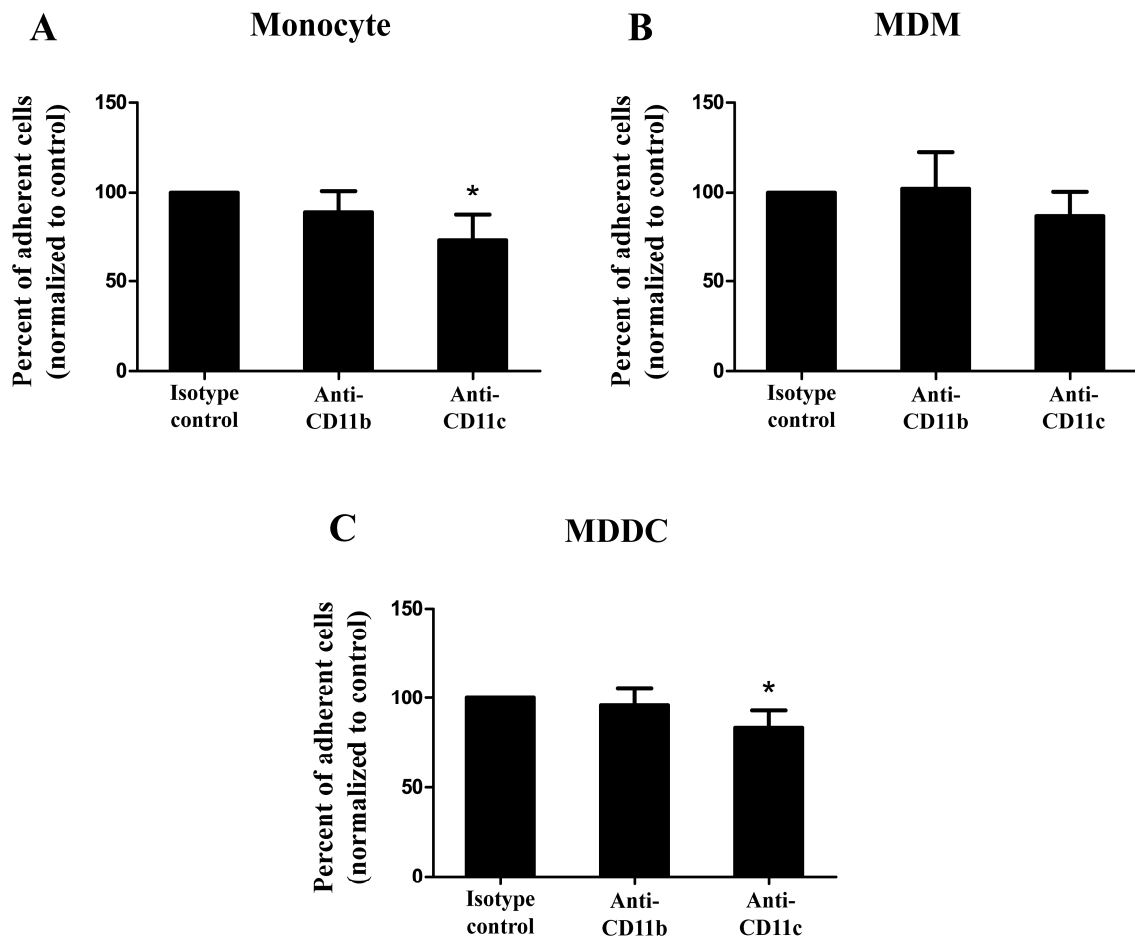 A
Monocyte
Percent of adherent cells
(normalized to control)
150
100
50
0
*
Isotype
control
Anti-
CD11b
Anti-
CD11c
B
MDM
Percent of adherent cells
(normalized to control)
150
100
50
0
Isotype
control
Anti-
CD11b
Anti-
CD11c
C
MDDC
Percent of adherent cells
(normalized to control)
150
100
50
0
*
Isotype
control
Anti-
CD11b
Anti-
CD11c